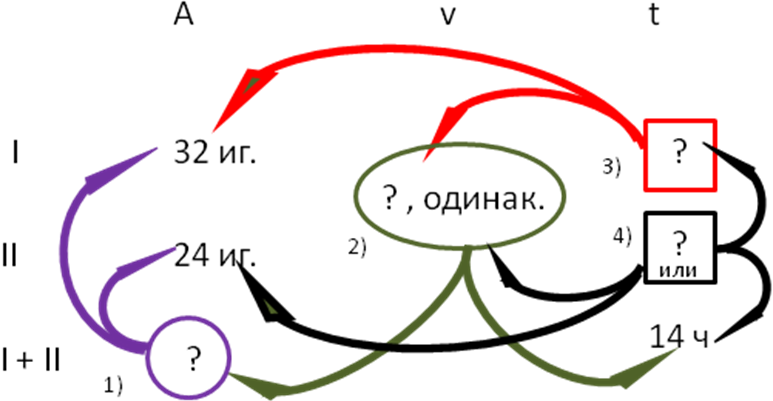 A v t
I 32 иг. 3) ?
? , одинак.
II 24 иг. 2) 4) ?
или
14 ч
I + II 1) ?